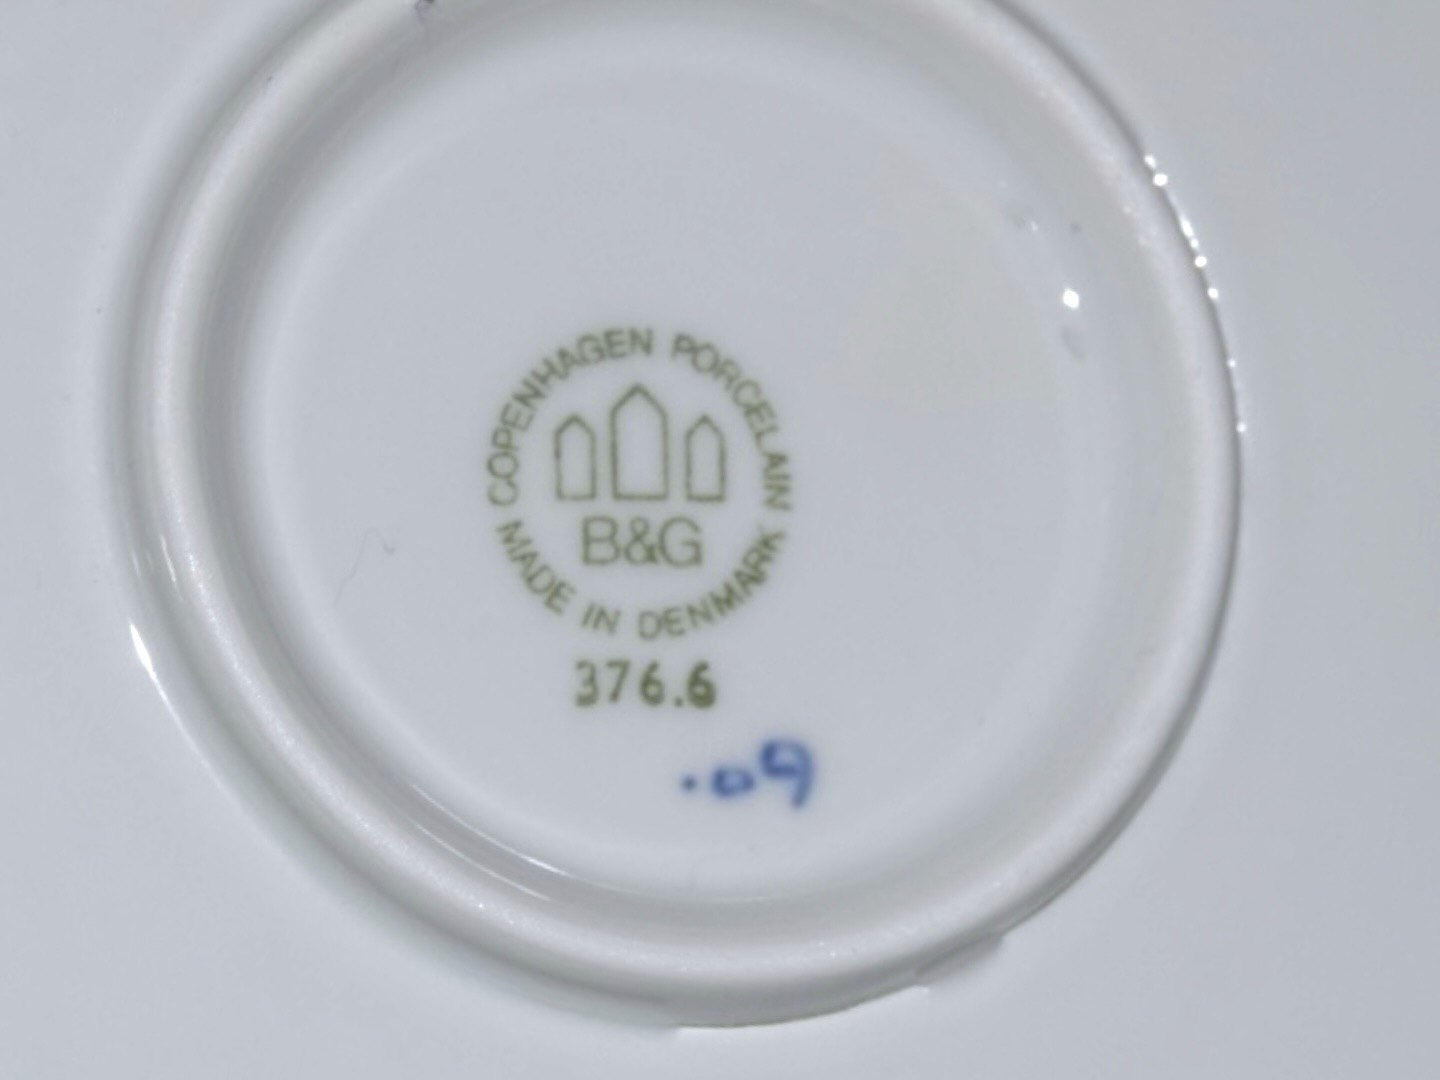 COPENHAGEN PORCELAIN
B&G
MADE IN DENMARK
376.6
.09